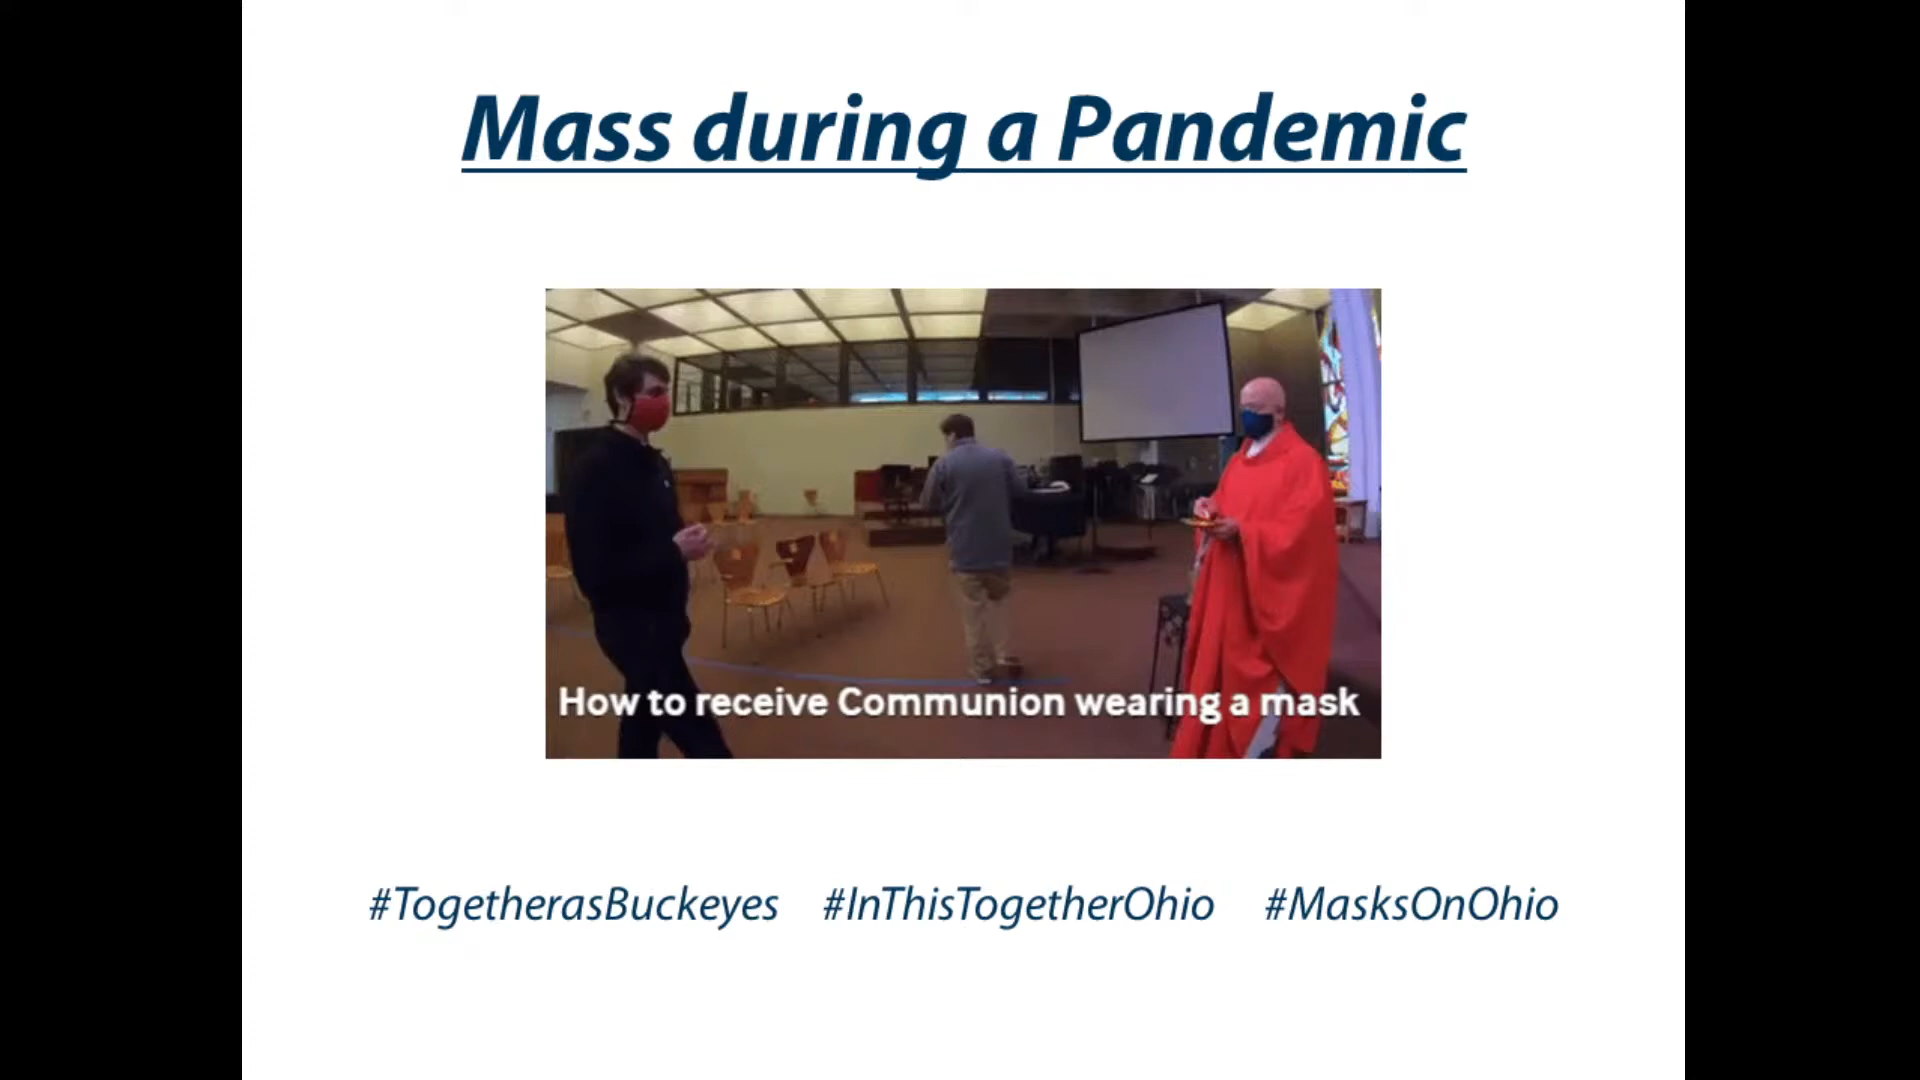 Mass during a Pandemic
How to receive Communion wearing a mask
#TogetherasBuckeyes #InThisTogetherOhio #MasksOnOhio